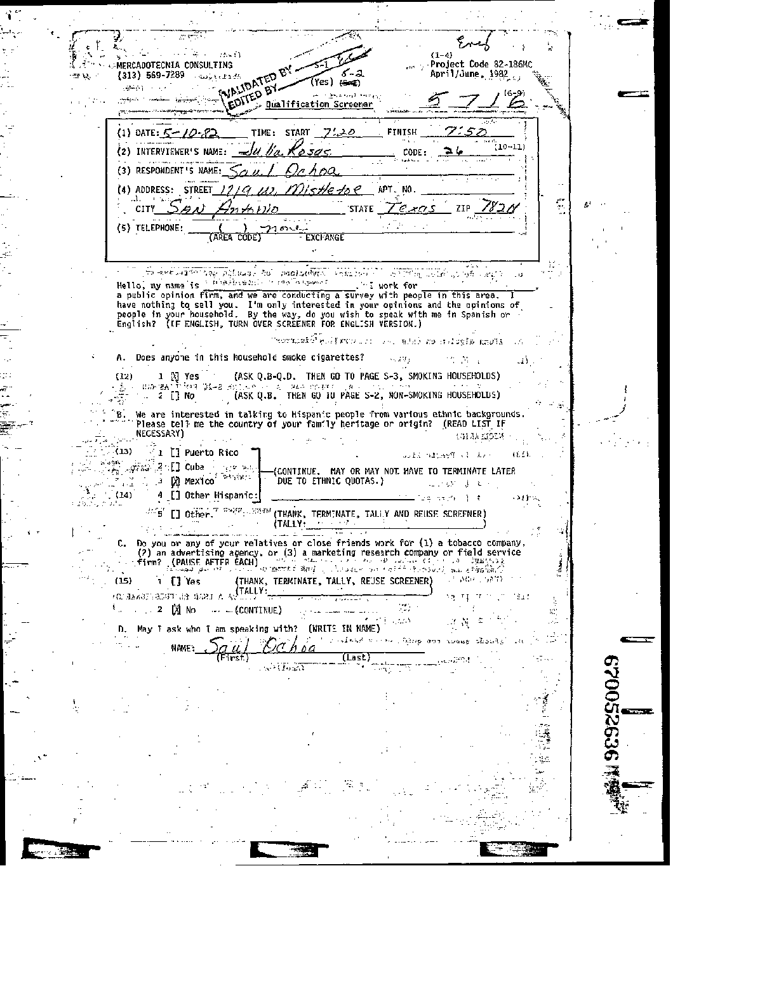 (1-4)
MERCADOTECNIA CONSULTING
Project Code 82-186MC
(313) 569-7289
April/June, 1982
VALIDATED BY S-1
EDITED BY
(Yes)
5-2
Qualification Screener
5 7 1 6 (6-9)
(1) DATE: 5-10-82 TIME: START 7:20 FINISH 7:50
(2) INTERVIEWER'S NAME: Julia Rosas CODE: 26 (10-11)
(3) RESPONDENT'S NAME: Saul Ochoa
(4) ADDRESS: STREET 1219 W. Mistletoe APT. NO.
CITY SAN Antonio STATE Texas ZIP
(5) TELEPHONE: ( ) none
(AREA CODE) EXCHANGE
Hello, my name is I work for
a public opinion firm, and we are conducting a survey with people in this area. I
have nothing to sell you. I'm only interested in your opinions and the opinions of
people in your household. By the way, do you wish to speak with me in Spanish or
English? (IF ENGLISH, TURN OVER SCREENER FOR ENGLISH VERSION.)
A. Does anyone in this household smoke cigarettes?
(12) 1 [X] Yes (ASK Q.B-Q.D. THEN GO TO PAGE S-3, SMOKING HOUSEHOLDS)
2 [] No (ASK Q.B. THEN GO TO PAGE S-2, NON-SMOKING HOUSEHOLDS)
B. We are interested in talking to Hispanic people from various ethnic backgrounds.
Please tell me the country of your family heritage or origin? (READ LIST IF
NECESSARY)
(13) 1 [] Puerto Rico
2 [] Cuba
(CONTINUE. MAY OR MAY NOT HAVE TO TERMINATE LATER
3 [X] Mexico
DUE TO ETHNIC QUOTAS.)
(14) 4 [] Other Hispanic:
5 [] Other. (THANK, TERMINATE, TALLY AND REUSE SCREENER)
(TALLY: )
C. Do you or any of your relatives or close friends work for (1) a tobacco company,
(2) an advertising agency, or (3) a marketing research company or field service
firm? (PAUSE AFTER EACH)
(15) 1 [] Yes (THANK, TERMINATE, TALLY, REUSE SCREENER)
(TALLY: )
2 [X] No (CONTINUE)
D. May I ask who I am speaking with? (WRITE IN NAME)
NAME: Saul Ochoa
(First) (Last)
670052636